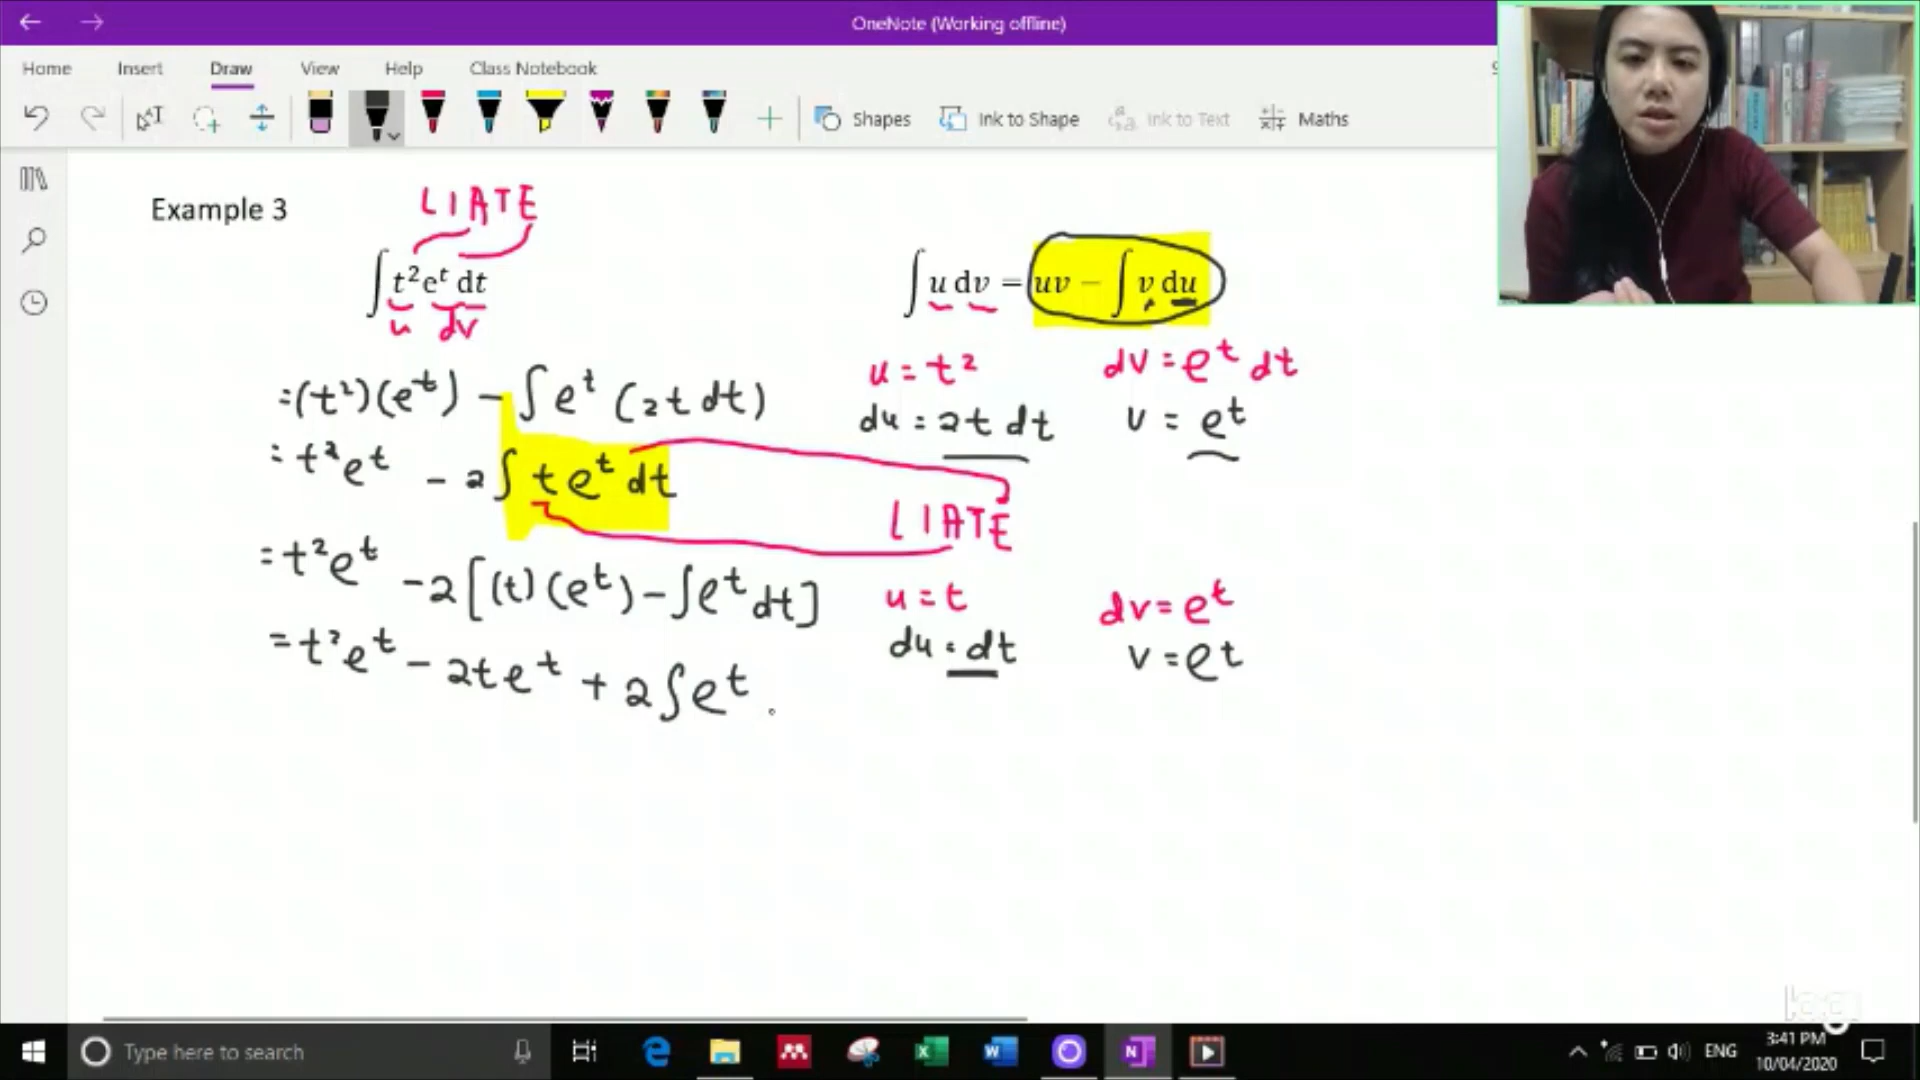 OneNote (Working offline)
Home Insert Draw View Help Class Notebook
Shapes Ink to Shape Ink to Text Maths
Example 3
LIATE
∫t²eᵗ dt
u dv
∫u dv = uv − ∫v du
u = t² dv = eᵗ dt
du = 2t dt v = eᵗ
= (t²)(eᵗ) − ∫eᵗ (2t dt)
= t²eᵗ − 2∫teᵗ dt
LIATE
= t²eᵗ − 2[(t)(eᵗ) − ∫eᵗ dt]
u = t dv = eᵗ
du = dt v = eᵗ
= t²eᵗ − 2teᵗ + 2∫eᵗ.
Type here to search
ENG
3:41 PM
10/04/2020